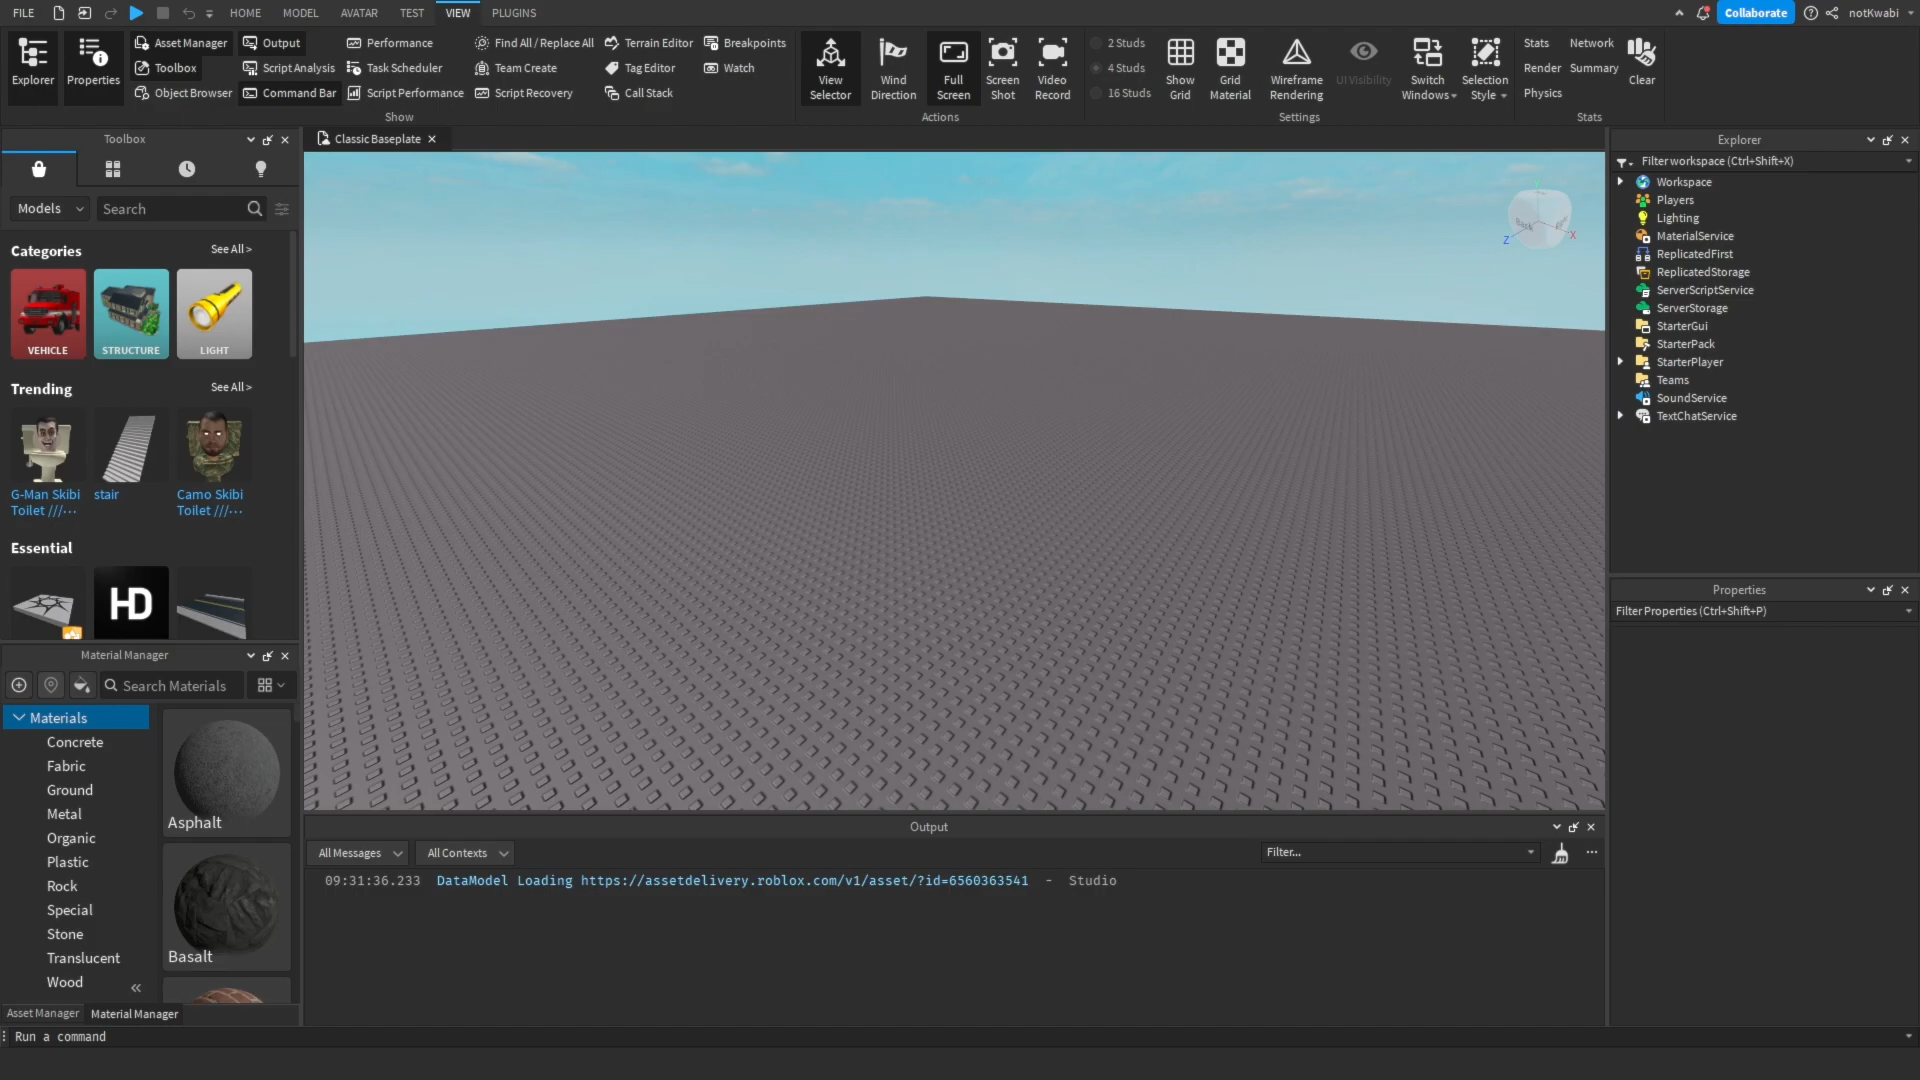 FILE
HOME
MODEL
AVATAR
TEST
VIEW
PLUGINS
Collaborate
notKwabi
Explorer
Properties
Asset Manager
Toolbox
Object Browser
Output
Script Analysis
Command Bar
Performance
Task Scheduler
Script Performance
Find All / Replace All
Team Create
Script Recovery
Terrain Editor
Tag Editor
Call Stack
Breakpoints
Watch
Show
View
Selector
Wind
Direction
Full
Screen
Screen
Shot
Video
Record
Actions
2 Studs
4 Studs
16 Studs
Show
Grid
Grid
Material
Wireframe
Rendering
UI Visibility
Switch
Windows
Selection
Style
Settings
Stats
Network
Render
Summary
Physics
Clear
Stats
Toolbox
Models
Search
Categories
See All >
VEHICLE
STRUCTURE
LIGHT
Trending
See All >
G-Man Skibi
Toilet ///...
stair
Camo Skibi
Toilet ///...
Essential
HD
Material Manager
Search Materials
Materials
Concrete
Fabric
Ground
Metal
Organic
Plastic
Rock
Special
Stone
Translucent
Wood
«
Asphalt
Basalt
Asset Manager
Material Manager
Classic Baseplate
Y
Z
X
Back
Output
All Messages
All Contexts
Filter...
09:31:36.233 DataModel Loading https://assetdelivery.roblox.com/v1/asset/?id=6560363541 - Studio
Explorer
Filter workspace (Ctrl+Shift+X)
Workspace
Players
Lighting
MaterialService
ReplicatedFirst
ReplicatedStorage
ServerScriptService
ServerStorage
StarterGui
StarterPack
StarterPlayer
Teams
SoundService
TextChatService
Properties
Filter Properties (Ctrl+Shift+P)
Run a command